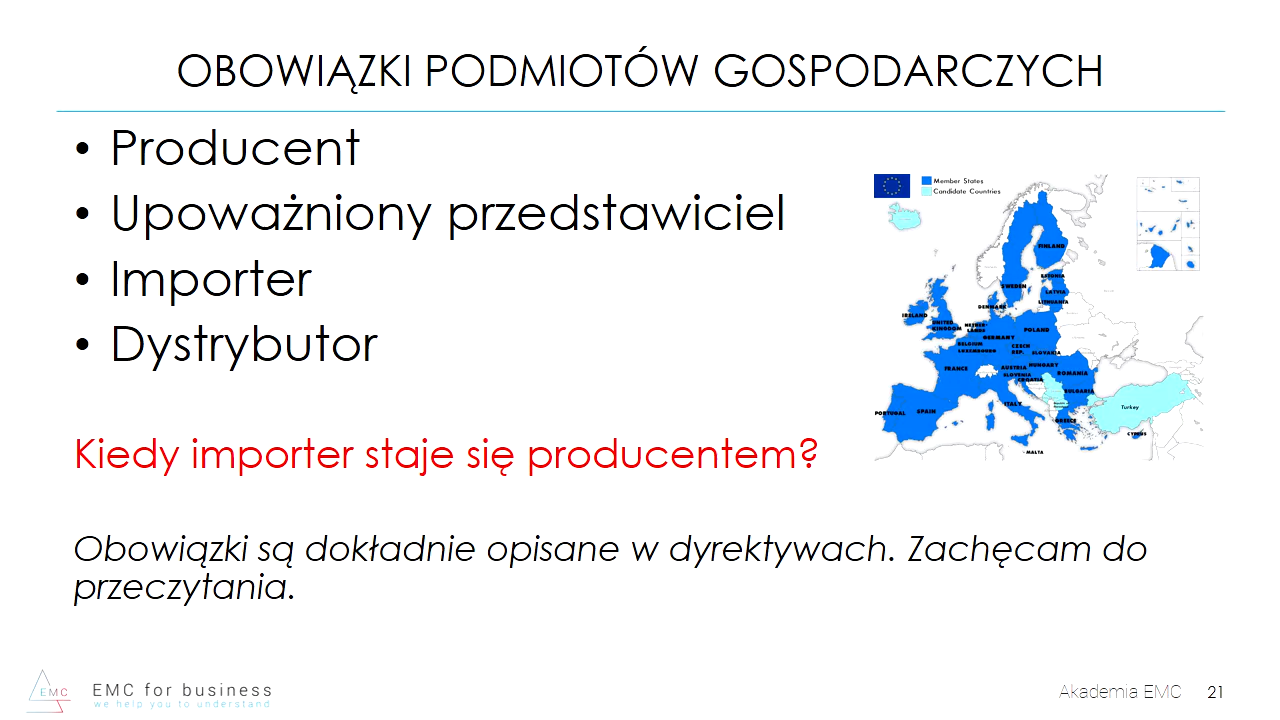 OBOWIĄZKI PODMIOTÓW GOSPODARCZYCH
• Producent
• Upoważniony przedstawiciel
• Importer
• Dystrybutor
Member States
Candidate Countries
FINLAND
SWEDEN
ESTONIA
LATVIA
LITHUANIA
DENMARK
IRELAND
UNITED
KINGDOM
NETHER-
LANDS
POLAND
GERMANY
BELGIUM
LUXEMBOURG
CZECH
REP.
SLOVAKIA
FRANCE
AUSTRIA
HUNGARY
SLOVENIA
CROATIA
ROMANIA
BULGARIA
ITALY
PORTUGAL
SPAIN
GREECE
Turkey
CYPRUS
MALTA
Kiedy importer staje się producentem?
Obowiązki są dokładnie opisane w dyrektywach. Zachęcam do
przeczytania.
EMC
EMC for business
we help you to understand
Akademia EMC 21